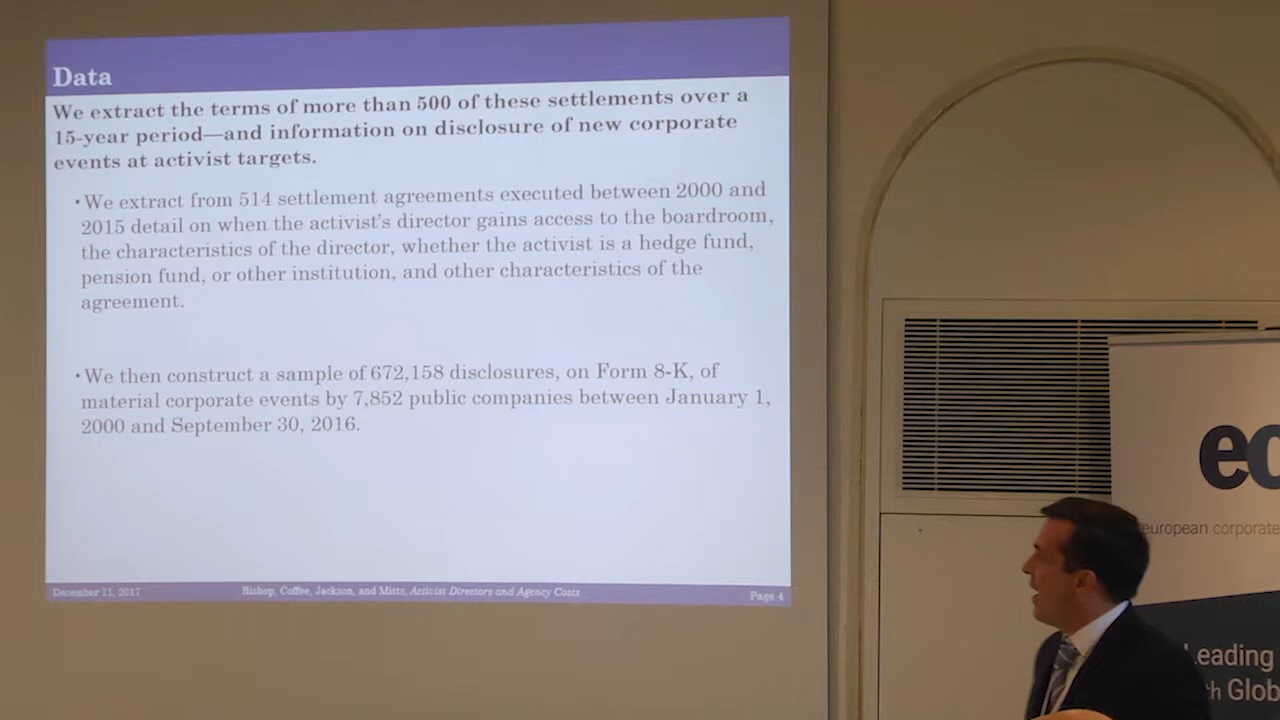 Data
We extract the terms of more than 500 of these settlements over a
15-year period—and information on disclosure of new corporate
events at activist targets.
• We extract from 514 settlement agreements executed between 2000 and
2015 detail on when the activist's director gains access to the boardroom,
the characteristics of the director, whether the activist is a hedge fund,
pension fund, or other institution, and other characteristics of the
agreement.
• We then construct a sample of 672,158 disclosures, on Form 8-K, of
material corporate events by 7,852 public companies between January 1,
2000 and September 30, 2016.
December 11, 2017
Bishop, Coffee, Jackson, and Mitts, Activist Directors and Agency Costs
Page 4
ec
european corporate
Leading
Glob